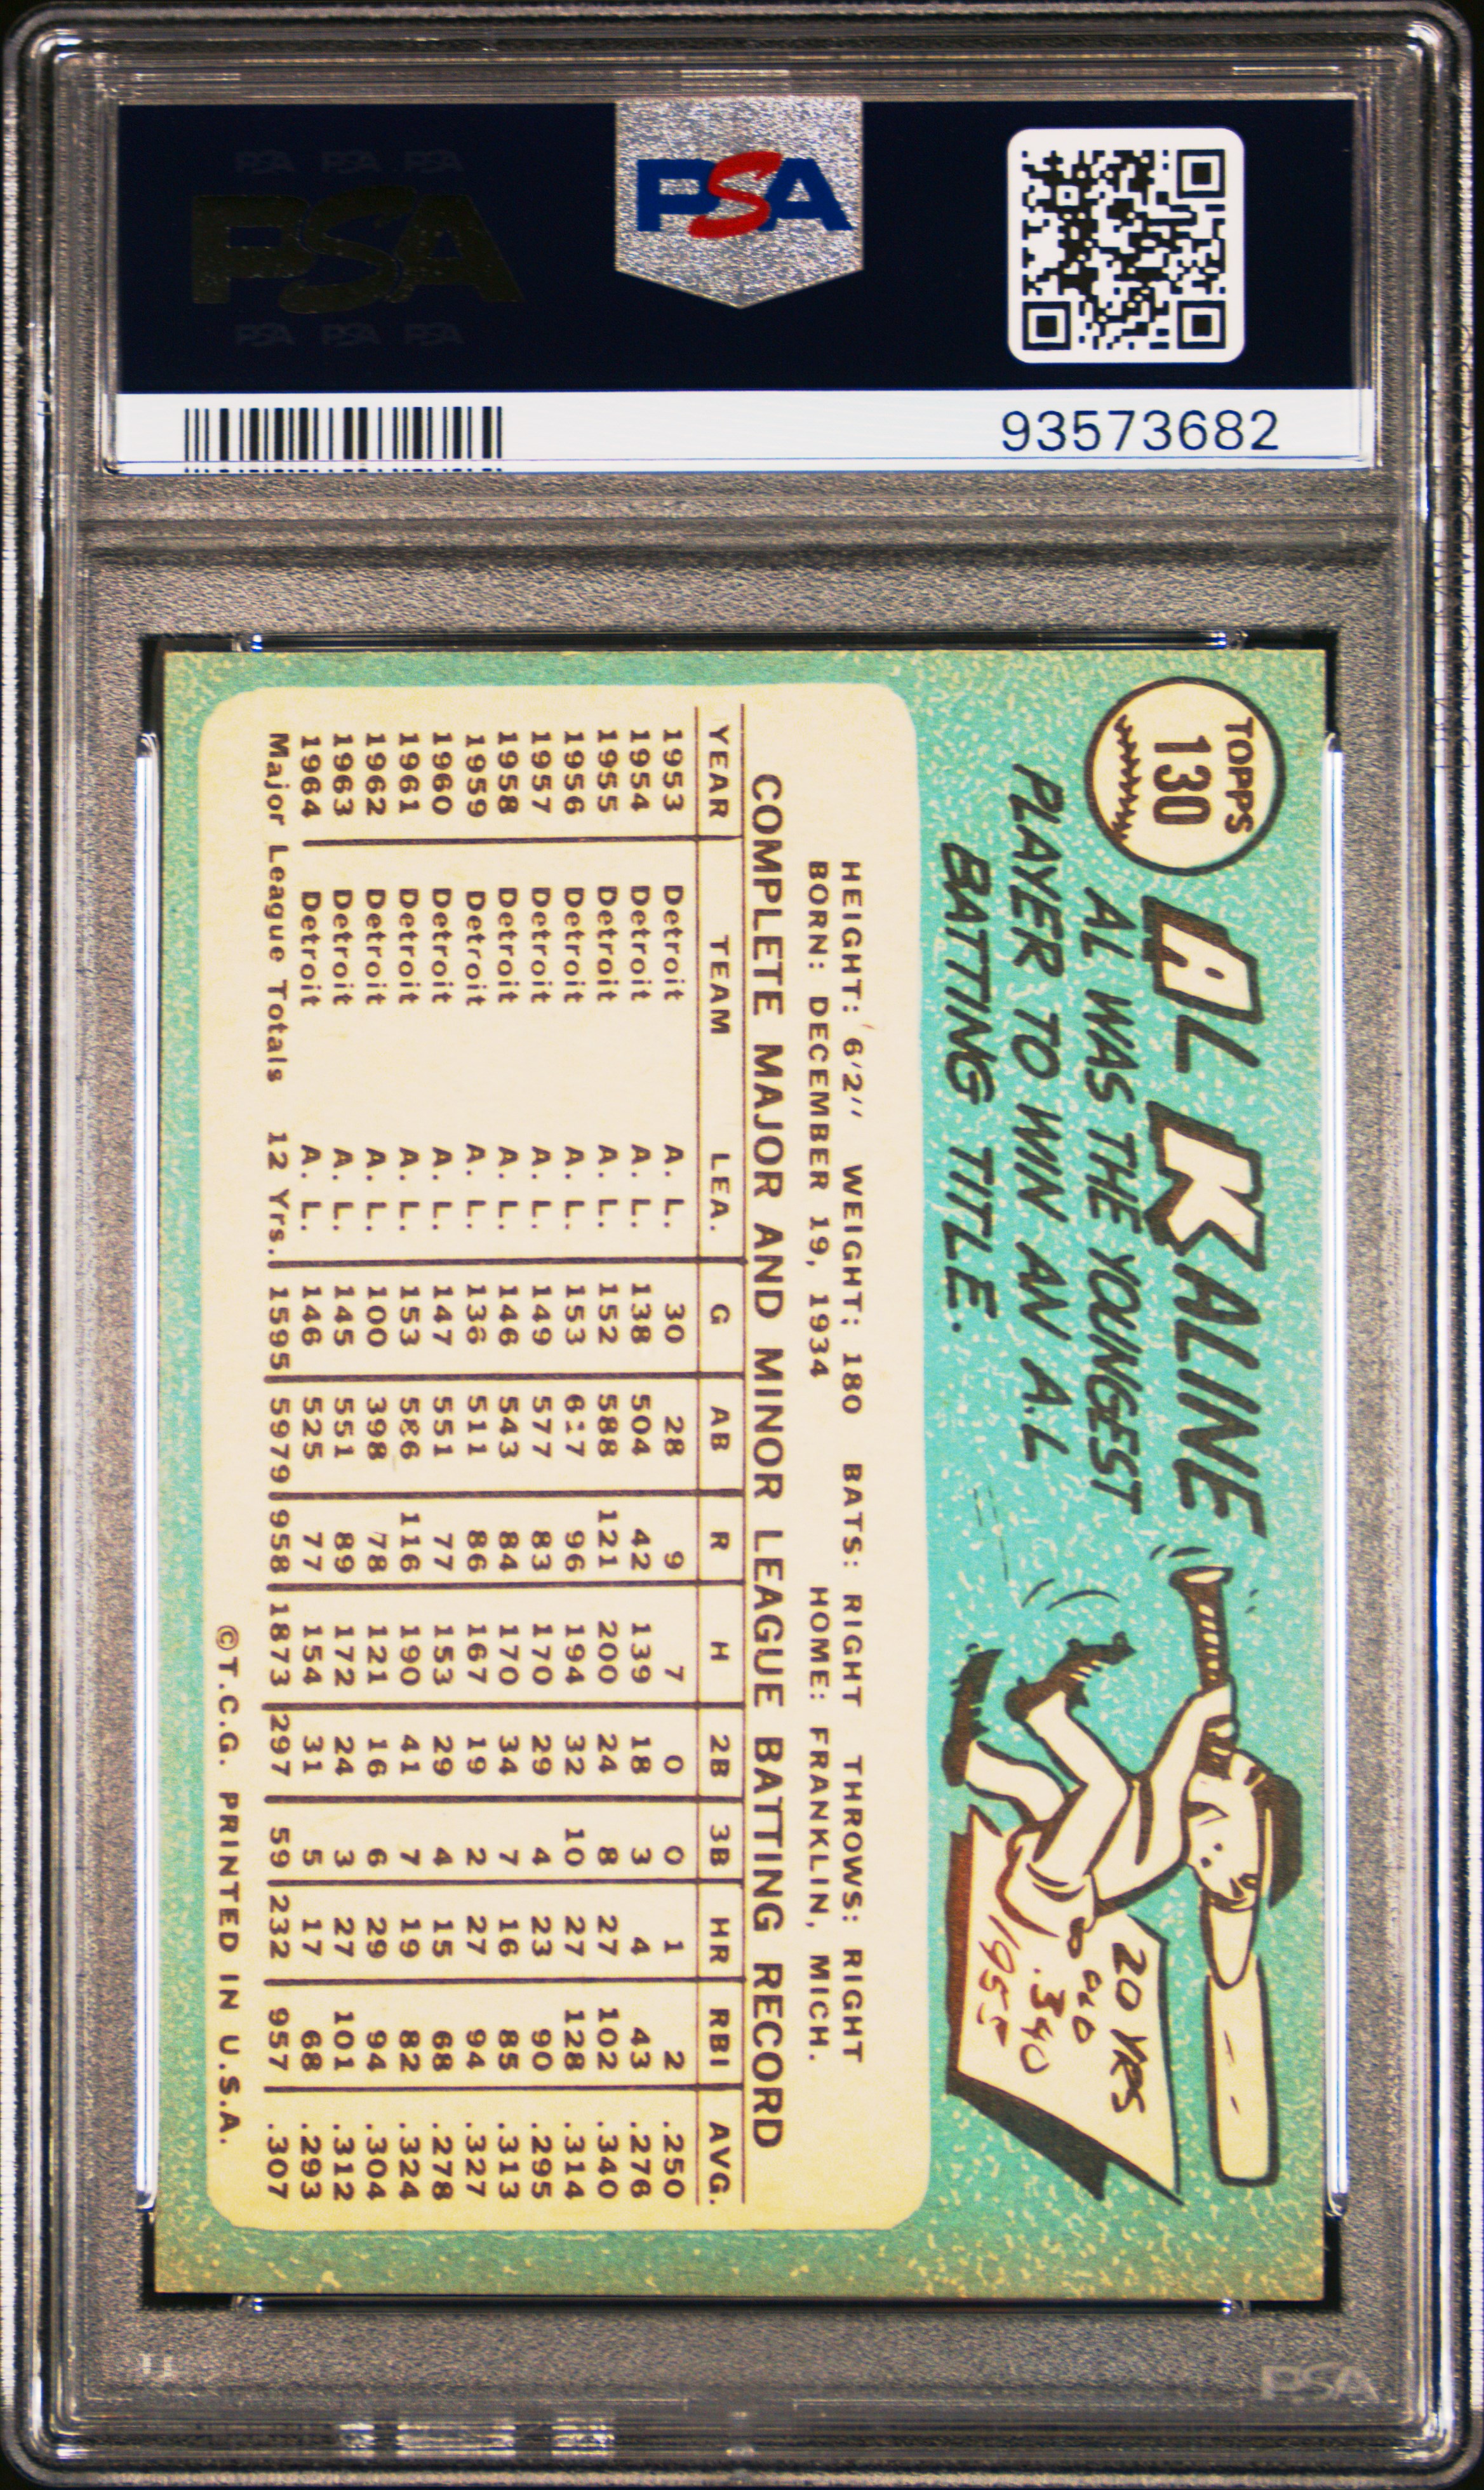 PSA PSA PSA
PSA
PSA PSA PSA
PSA
93573682
TOPPS
130
AL KALINE
AL WAS THE YOUNGEST
PLAYER TO WIN AN A.L
BATTING TITLE.
20 YRS
OLD
.340
1955
HEIGHT: 6'2" WEIGHT: 180 BATS: RIGHT THROWS: RIGHT
BORN: DECEMBER 19, 1934 HOME: FRANKLIN, MICH.
COMPLETE MAJOR AND MINOR LEAGUE BATTING RECORD
YEAR TEAM LEA. G AB R H 2B 3B HR RBI AVG.
1953 Detroit A. L. 30 28 9 7 0 0 1 2 .250
1954 Detroit A. L. 138 504 42 139 18 3 4 43 .276
1955 Detroit A. L. 152 588 121 200 24 8 27 102 .340
1956 Detroit A. L. 153 617 96 194 32 10 27 128 .314
1957 Detroit A. L. 149 577 83 170 29 4 23 90 .295
1958 Detroit A. L. 146 543 84 170 34 7 16 85 .313
1959 Detroit A. L. 136 511 86 167 19 2 27 94 .327
1960 Detroit A. L. 147 551 77 153 29 4 15 68 .278
1961 Detroit A. L. 153 586 116 190 41 7 19 82 .324
1962 Detroit A. L. 100 398 78 121 16 6 29 94 .304
1963 Detroit A. L. 145 551 89 172 24 3 27 101 .312
1964 Detroit A. L. 146 525 77 154 31 5 17 68 .293
Major League Totals 12 Yrs. 1595 5979 958 1873 297 59 232 957 .307
©T.C.G. PRINTED IN U.S.A.
PSA